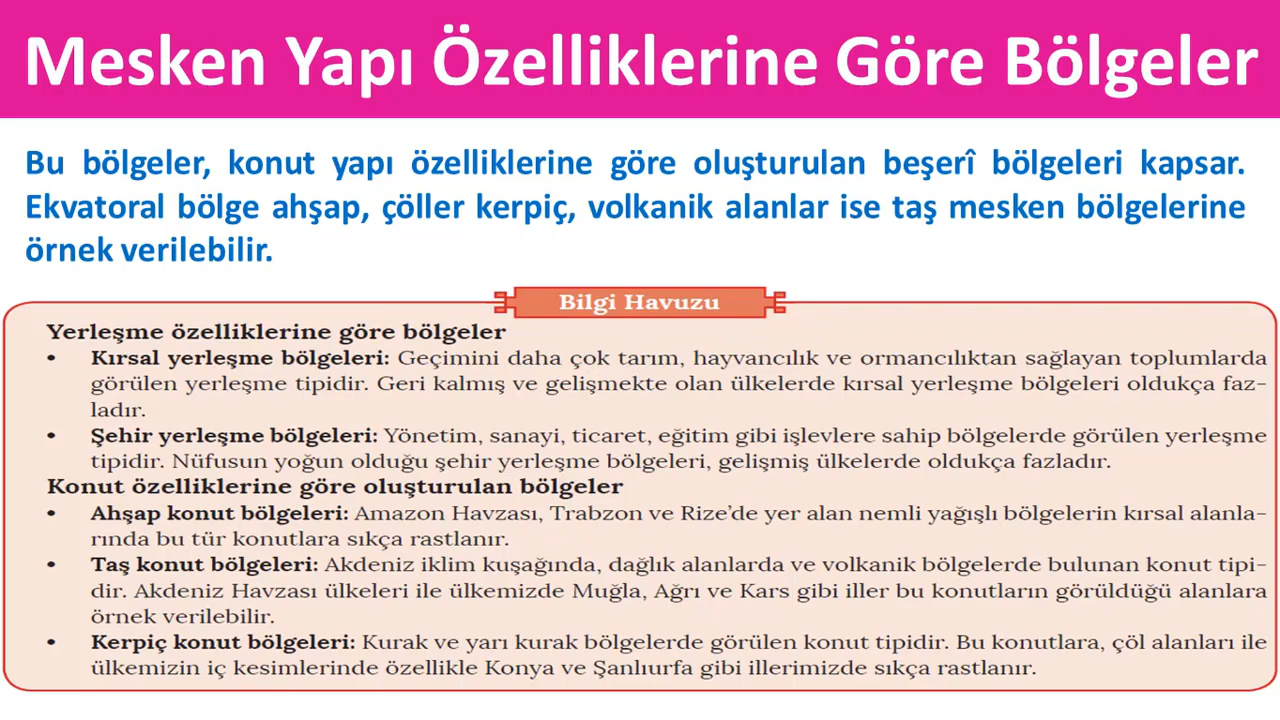 Mesken Yapı Özelliklerine Göre Bölgeler
Bu bölgeler, konut yapı özelliklerine göre oluşturulan beşerî bölgeleri kapsar.
Ekvatoral bölge ahşap, çöller kerpiç, volkanik alanlar ise taş mesken bölgelerine
örnek verilebilir.
Bilgi Havuzu
Yerleşme özelliklerine göre bölgeler
• Kırsal yerleşme bölgeleri: Geçimini daha çok tarım, hayvancılık ve ormancılıktan sağlayan toplumlarda
görülen yerleşme tipidir. Geri kalmış ve gelişmekte olan ülkelerde kırsal yerleşme bölgeleri oldukça faz-
ladır.
• Şehir yerleşme bölgeleri: Yönetim, sanayi, ticaret, eğitim gibi işlevlere sahip bölgelerde görülen yerleşme
tipidir. Nüfusun yoğun olduğu şehir yerleşme bölgeleri, gelişmiş ülkelerde oldukça fazladır.
Konut özelliklerine göre oluşturulan bölgeler
• Ahşap konut bölgeleri: Amazon Havzası, Trabzon ve Rize’de yer alan nemli yağışlı bölgelerin kırsal alanla-
rında bu tür konutlara sıkça rastlanır.
• Taş konut bölgeleri: Akdeniz iklim kuşağında, dağlık alanlarda ve volkanik bölgelerde bulunan konut tipi-
dir. Akdeniz Havzası ülkeleri ile ülkemizde Muğla, Ağrı ve Kars gibi iller bu konutların görüldüğü alanlara
örnek verilebilir.
• Kerpiç konut bölgeleri: Kurak ve yarı kurak bölgelerde görülen konut tipidir. Bu konutlara, çöl alanları ile
ülkemizin iç kesimlerinde özellikle Konya ve Şanlıurfa gibi illerimizde sıkça rastlanır.